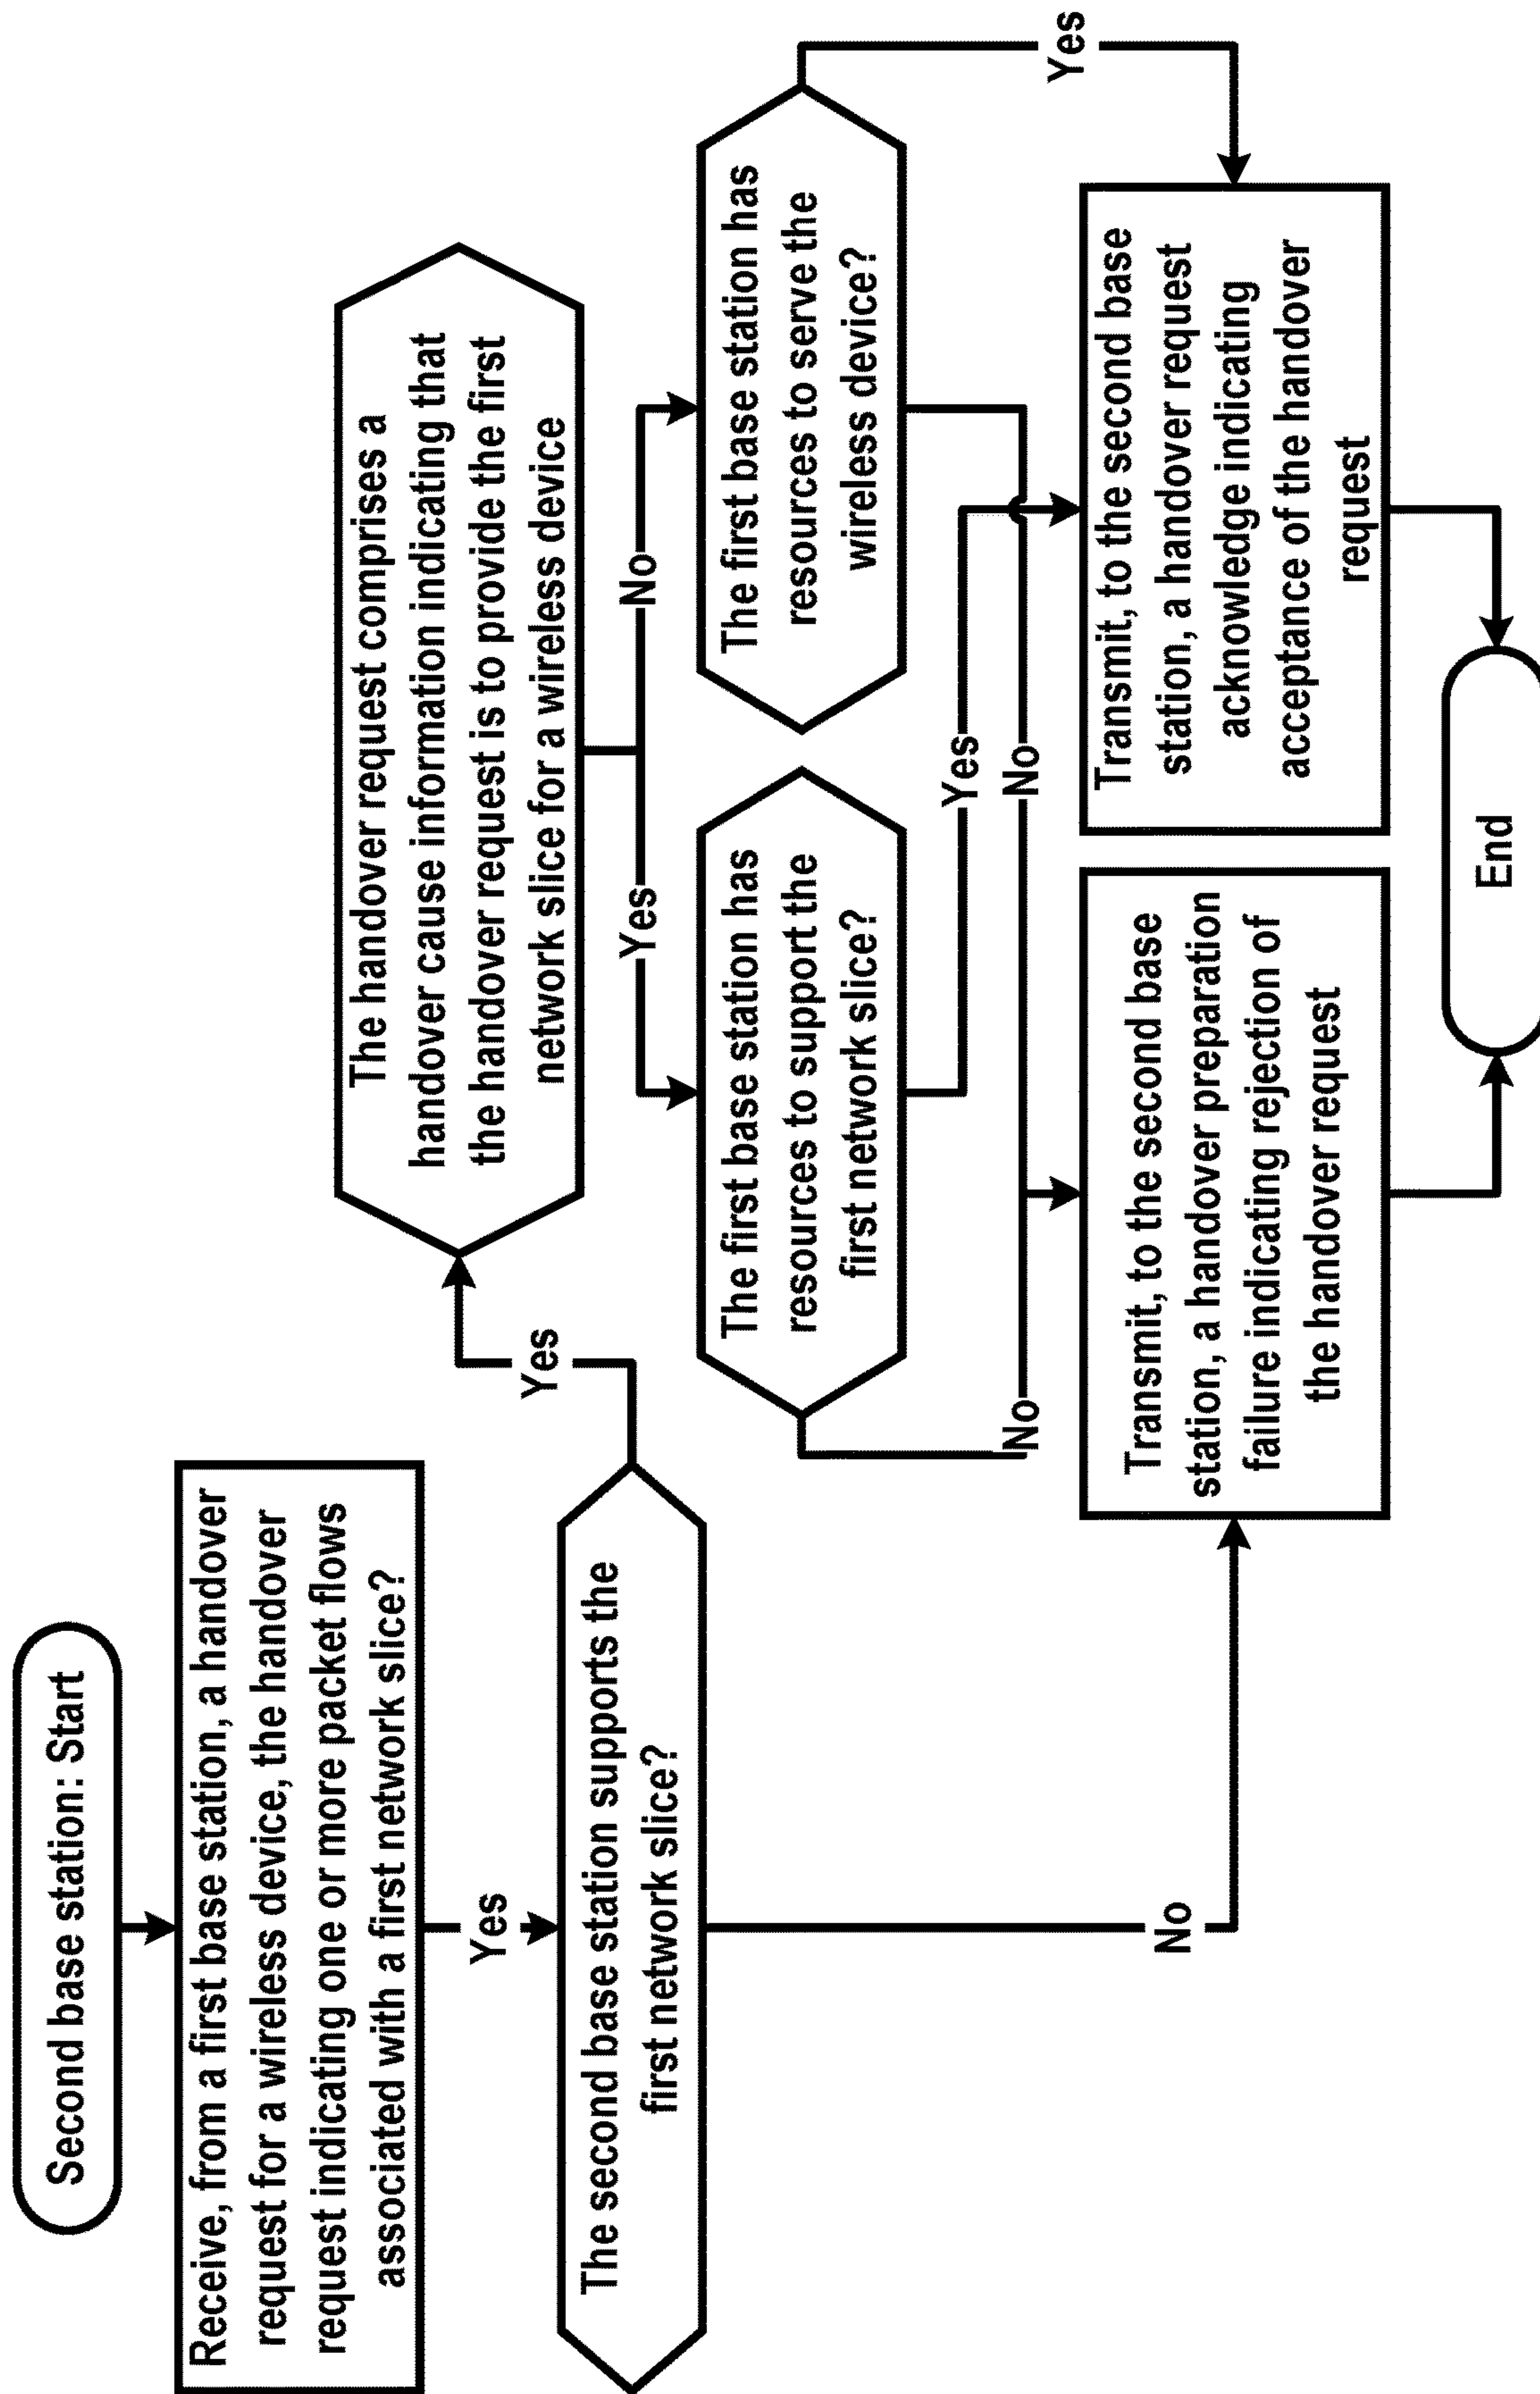 Second base station: Start
Receive, from a first base station, a handover
request for a wireless device, the handover
request indicating one or more packet flows
associated with a first network slice?
Yes
The second base station supports the
first network slice?
Yes
No
The handover request comprises a
handover cause information indicating that
the handover request is to provide the first
network slice for a wireless device
Yes
No
The first base station has
resources to support the
first network slice?
The first base station has
resources to serve the
wireless device?
Yes
No
No
Yes
Transmit, to the second base
station, a handover preparation
failure indicating rejection of
the handover request
Transmit, to the second base
station, a handover request
acknowledge indicating
acceptance of the handover
request
End